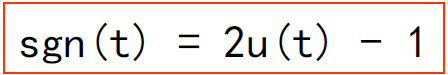 sgn(t) = 2u(t) - 1